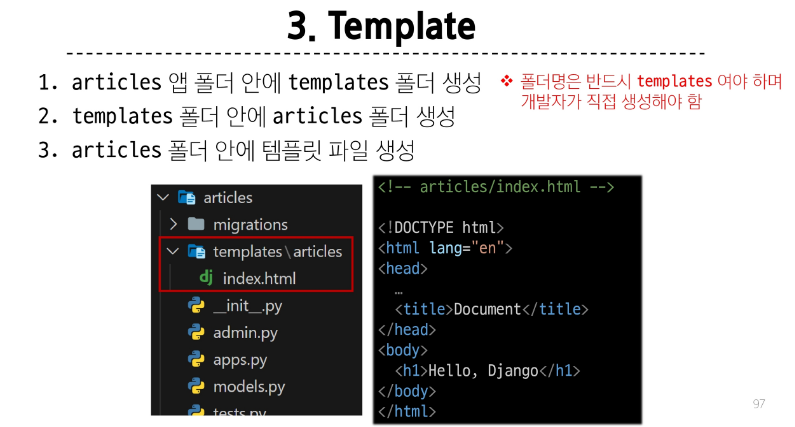 3. Template
1. articles 앱 폴더 안에 templates 폴더 생성
❖ 폴더명은 반드시 templates 여야 하며
개발자가 직접 생성해야 함
2. templates 폴더 안에 articles 폴더 생성
3. articles 폴더 안에 템플릿 파일 생성
articles
migrations
templates\articles
dj index.html
__init__.py
admin.py
apps.py
models.py
tests.py
<!-- articles/index.html -->
<!DOCTYPE html>
<html lang="en">
<head>
…
<title>Document</title>
</head>
<body>
<h1>Hello, Django</h1>
</body>
</html>
97